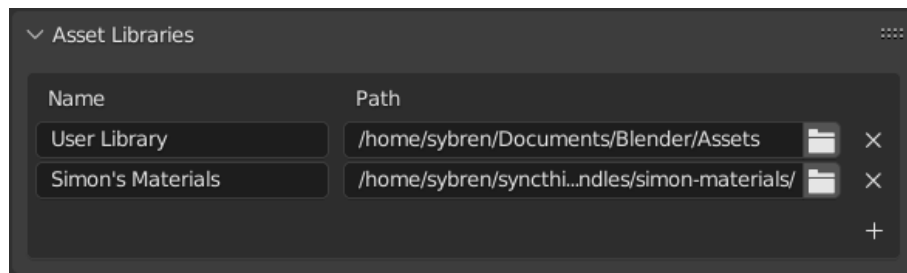 Asset Libraries
Name Path
User Library /home/sybren/Documents/Blender/Assets
Simon's Materials /home/sybren/syncthi...ndles/simon-materials/